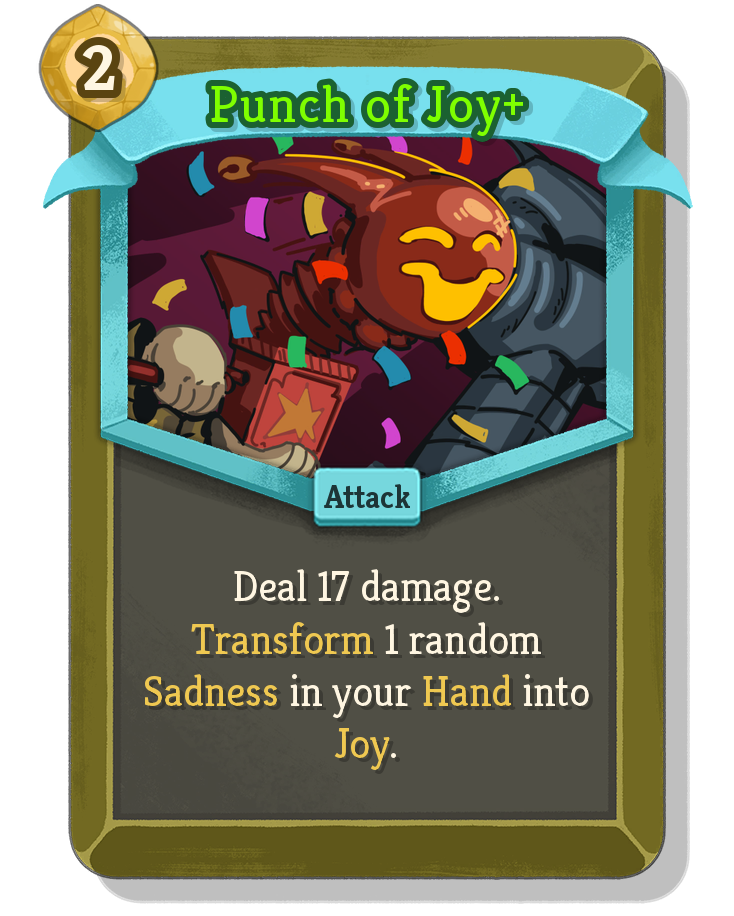 2
Punch of Joy+
Attack
Deal 17 damage.
Transform 1 random
Sadness in your Hand into
Joy.